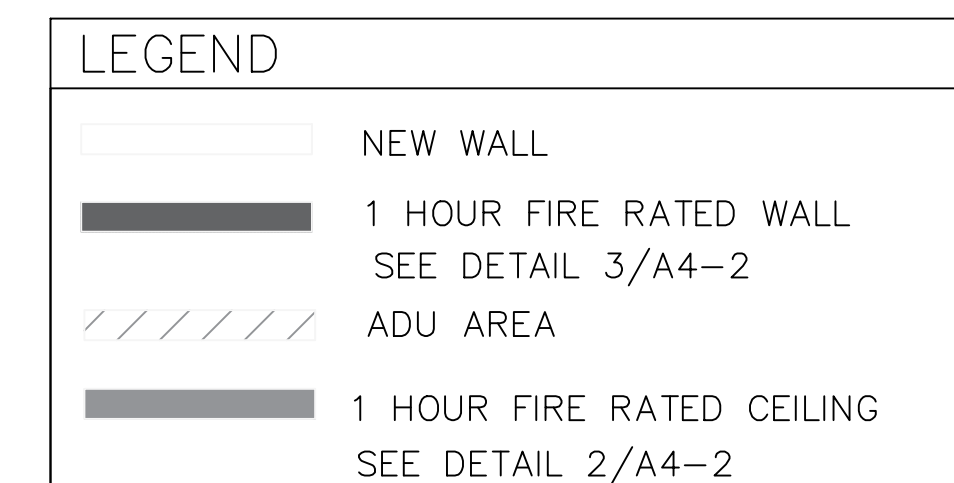 LEGEND
NEW WALL
1 HOUR FIRE RATED WALL
SEE DETAIL 3/A4-2
ADU AREA
1 HOUR FIRE RATED CEILING
SEE DETAIL 2/A4-2